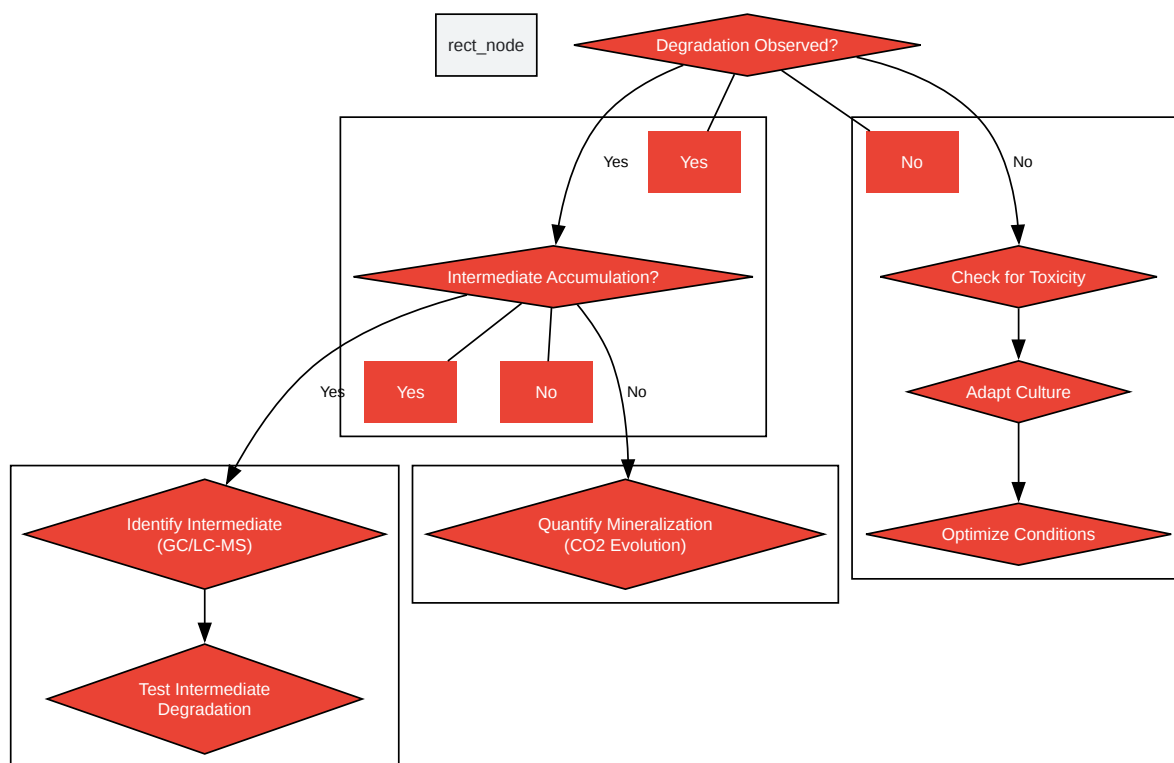 rect_node
Degradation Observed?
Yes
Yes
No
No
Intermediate Accumulation?
Check for Toxicity
Yes
Yes
No
No
Adapt Culture
Identify Intermediate
(GC/LC-MS)
Quantify Mineralization
(CO2 Evolution)
Optimize Conditions
Test Intermediate
Degradation